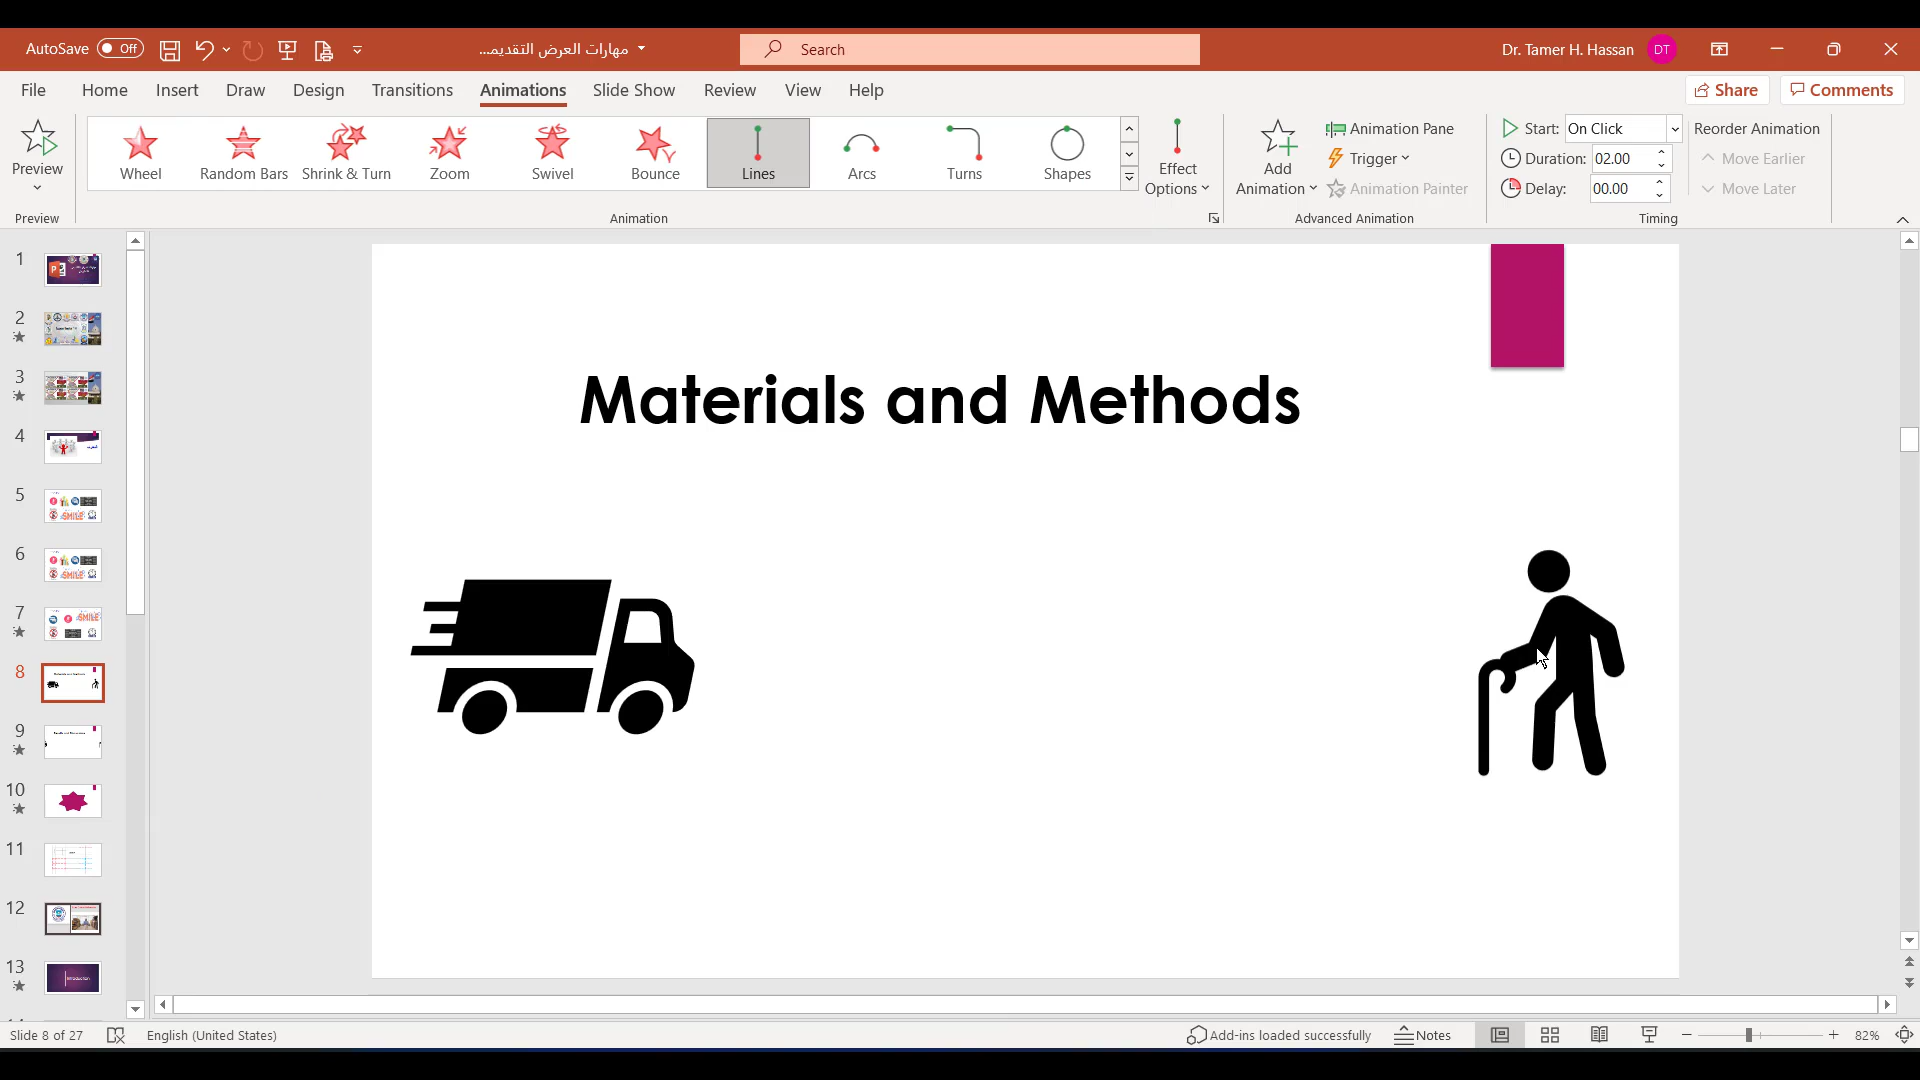 AutoSave Off مهارات العرض التقديمـ... Search Dr. Tamer H. Hassan DT
File Home Insert Draw Design Transitions Animations Slide Show Review View Help Share Comments
Preview
Wheel Random Bars Shrink & Turn Zoom Swivel Bounce Lines Arcs Turns Shapes
Effect
Options
Add
Animation
Animation Pane
Trigger
Animation Painter
Start: On Click
Duration: 02.00
Delay: 00.00
Reorder Animation
Move Earlier
Move Later
Preview Animation Advanced Animation Timing
1
2
3
4
5
6
7
SMILE
8
9
10
11
12
13
Introduction
Materials and Methods
Slide 8 of 27 English (United States) Add-ins loaded successfully Notes 82%